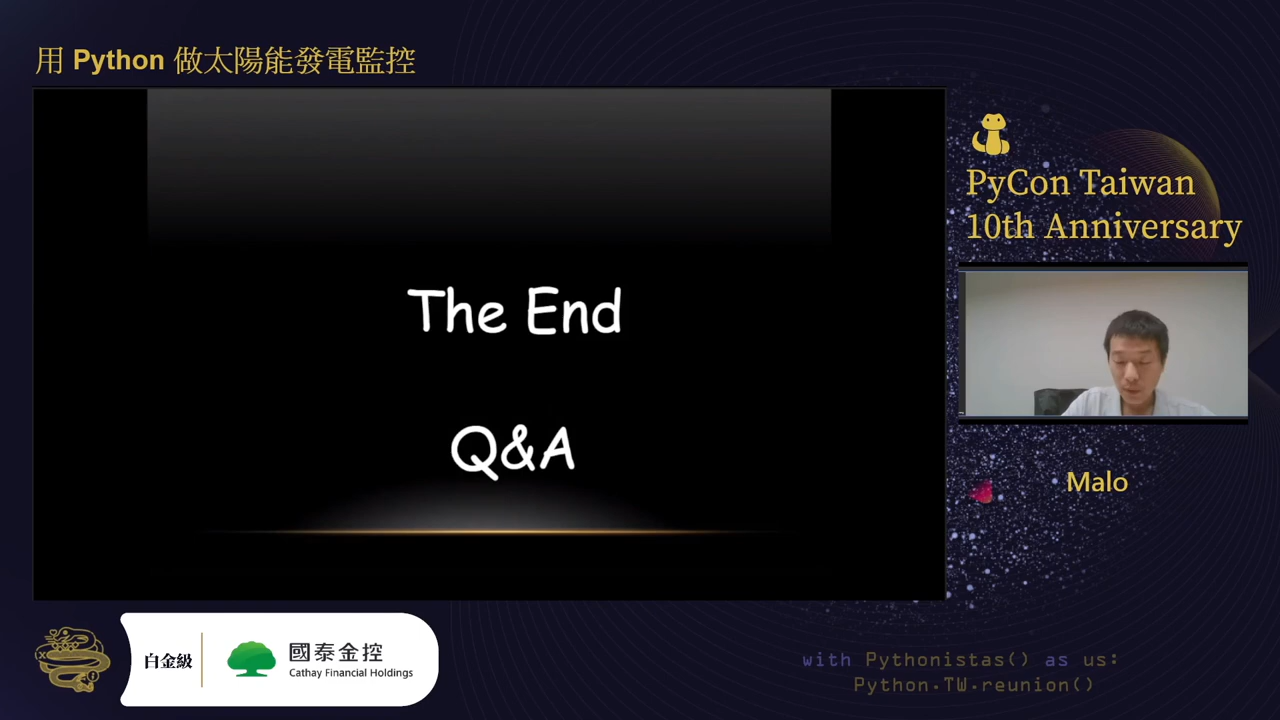 用 Python 做太陽能發電監控
The End
Q&A
PyCon Taiwan
10th Anniversary
Malo
白金級
國泰金控
Cathay Financial Holdings
with Pythonistas() as us:
Python.TW.reunion()